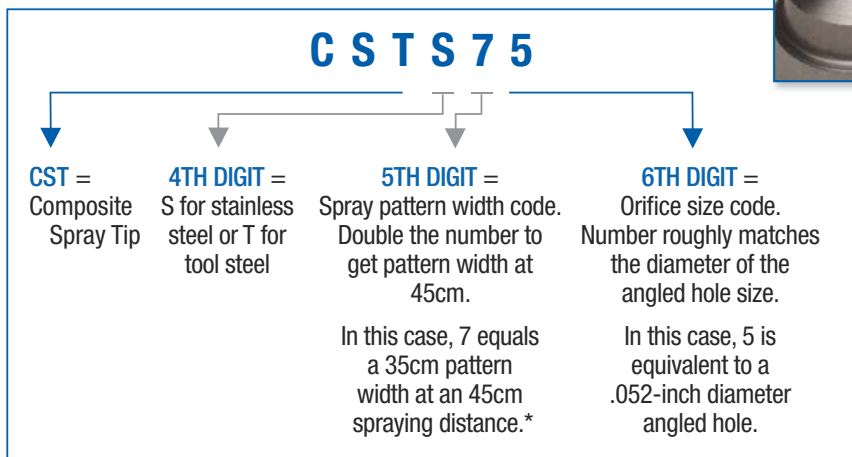 C S T S 7 5
CST =
Composite
Spray Tip
4TH DIGIT =
S for stainless
steel or T for
tool steel
5TH DIGIT =
Spray pattern width code.
Double the number to
get pattern width at
45cm.
In this case, 7 equals
a 35cm pattern
width at an 45cm
spraying distance.*
6TH DIGIT =
Orifice size code.
Number roughly matches
the diameter of the
angled hole size.
In this case, 5 is
equivalent to a
.052-inch diameter
angled hole.